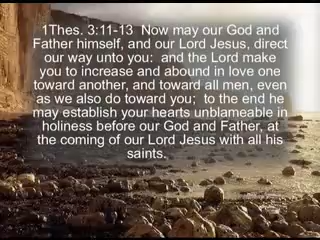 1Thes. 3:11-13  Now may our God and
Father himself, and our Lord Jesus, direct
our way unto you:  and the Lord make
you to increase and abound in love one
toward another, and toward all men, even
as we also do toward you;  to the end he
may establish your hearts unblameable in
holiness before our God and Father, at
the coming of our Lord Jesus with all his
saints.